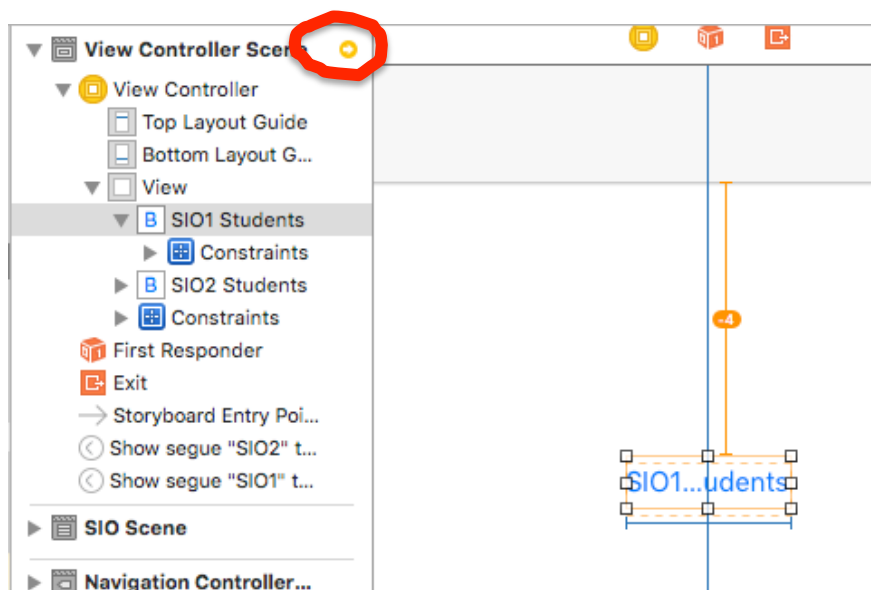 View Controller Scene
View Controller
Top Layout Guide
Bottom Layout G...
View
B SIO1 Students
Constraints
B SIO2 Students
Constraints
First Responder
Exit
Storyboard Entry Poi...
Show segue "SIO2" t...
Show segue "SIO1" t...
SIO Scene
Navigation Controller...
-4
SIO1...udents